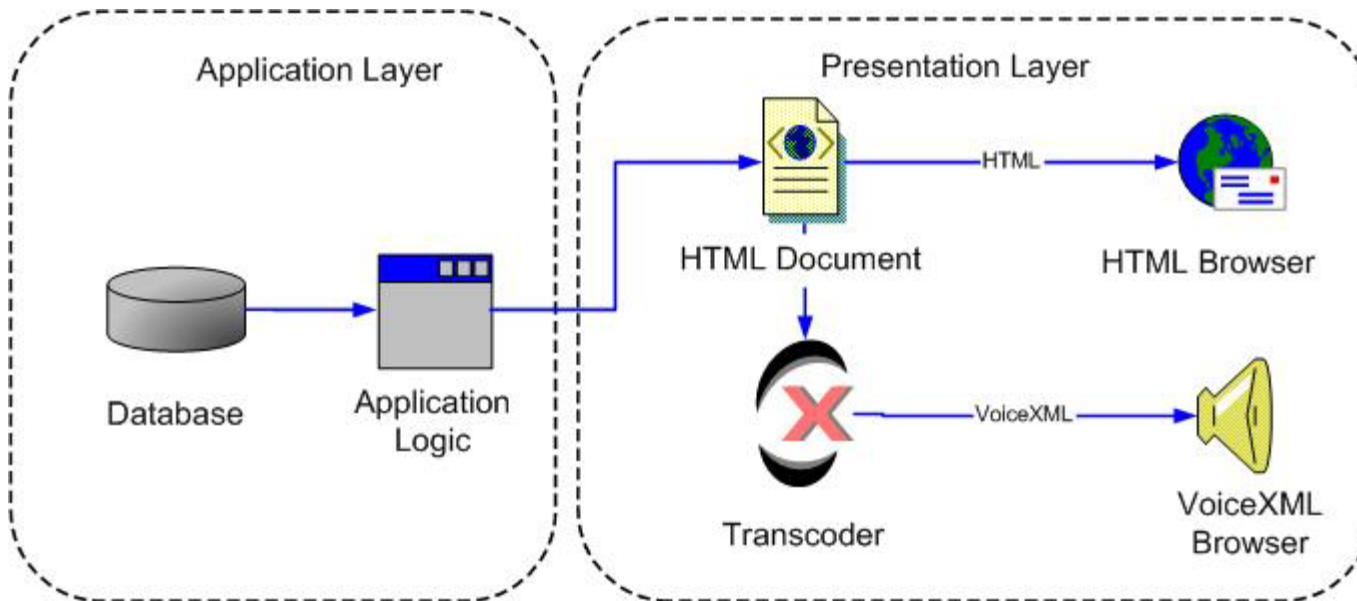 Application Layer
Presentation Layer
HTML
HTML Document
HTML Browser
Database
Application
Logic
VoiceXML
Transcoder
VoiceXML
Browser